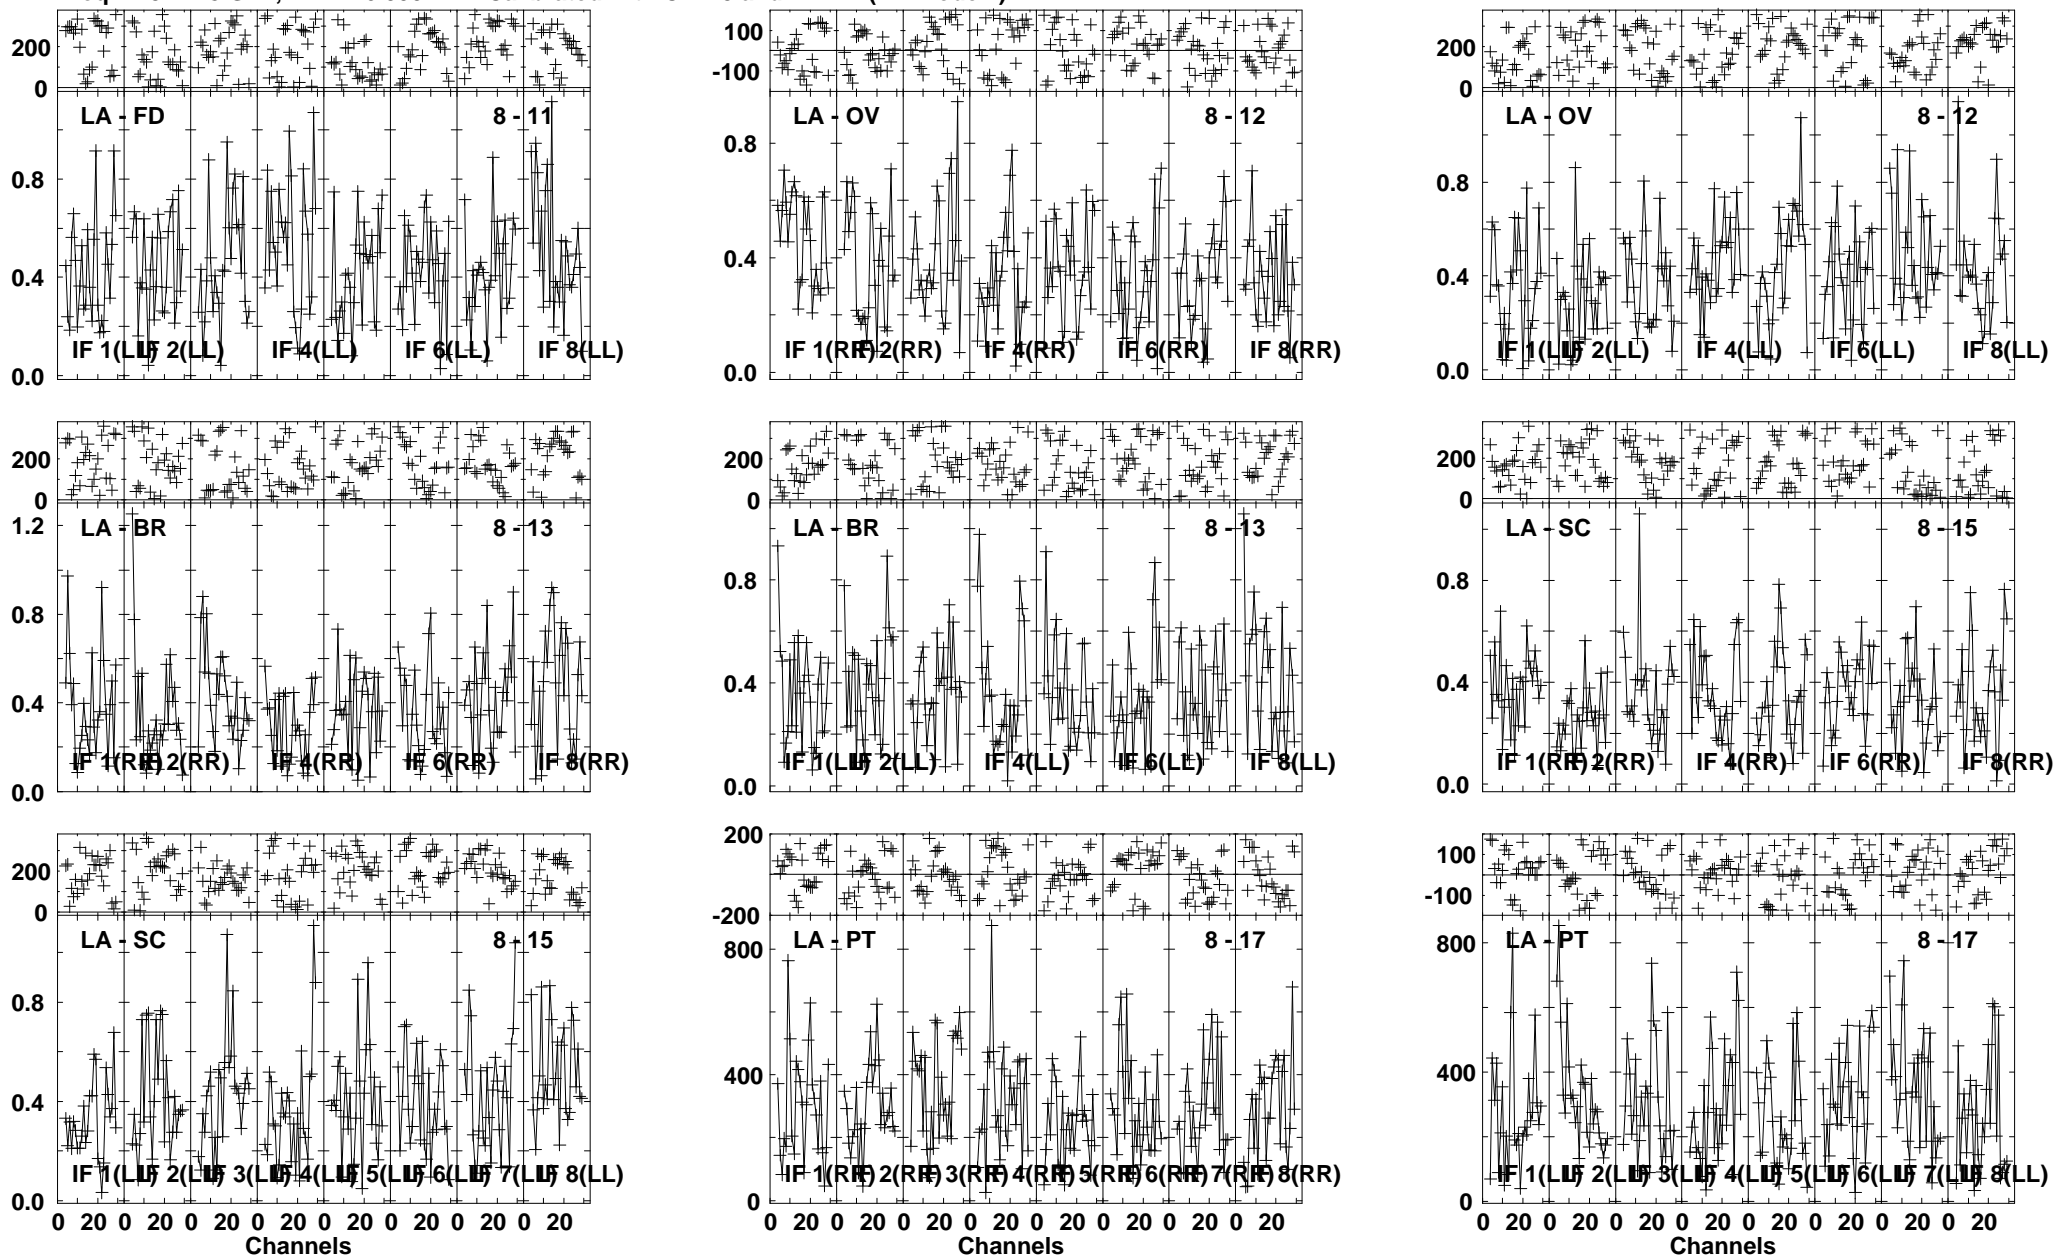 200
0
LA - FD 8 - 11
0.8
0.4
0.0
IF 1(LL) IF 2(LL) IF 4(LL) IF 6(LL) IF 8(LL)
100
-100
LA - OV 8 - 12
0.8
0.4
0.0
IF 1(RR) IF 2(RR) IF 4(RR) IF 6(RR) IF 8(RR)
200
0
LA - OV 8 - 12
0.8
0.4
0.0
IF 1(LL) IF 2(LL) IF 4(LL) IF 6(LL) IF 8(LL)
200
0
LA - BR 8 - 13
1.2
0.8
0.4
0.0
IF 1(RR) IF 2(RR) IF 4(RR) IF 6(RR) IF 8(RR)
200
0
LA - BR 8 - 13
0.8
0.4
0.0
IF 1(LL) IF 2(LL) IF 4(LL) IF 6(LL) IF 8(LL)
200
0
LA - SC 8 - 15
0.8
0.4
0.0
IF 1(RR) IF 2(RR) IF 4(RR) IF 6(RR) IF 8(RR)
200
0
LA - SC 8 - 15
0.8
0.4
0.0
IF 1(LL) IF 2(LL) IF 3(LL) IF 4(LL) IF 5(LL) IF 6(LL) IF 7(LL) IF 8(LL)
0 20 0 20 0 20 0 20 0 20 0 20 0 20 0 20
Channels
200
-200
LA - PT 8 - 17
800
400
0
IF 1(RR) IF 2(RR) IF 3(RR) IF 4(RR) IF 5(RR) IF 6(RR) IF 7(RR) IF 8(RR)
0 20 0 20 0 20 0 20 0 20 0 20 0 20 0 20
Channels
100
-100
LA - PT 8 - 17
800
400
0
IF 1(LL) IF 2(LL) IF 3(LL) IF 4(LL) IF 5(LL) IF 6(LL) IF 7(LL) IF 8(LL)
0 20 0 20 0 20 0 20 0 20 0 20 0 20 0 20
Channels